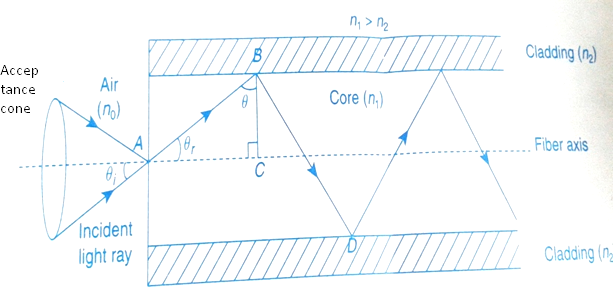 n₁ > n₂
Cladding (n₂)
B
Accep
tance
cone
Air
(n₀)
Core (n₁)
θ
A
θr
Fiber axis
θi
C
Incident
light ray
D
Cladding (n₂